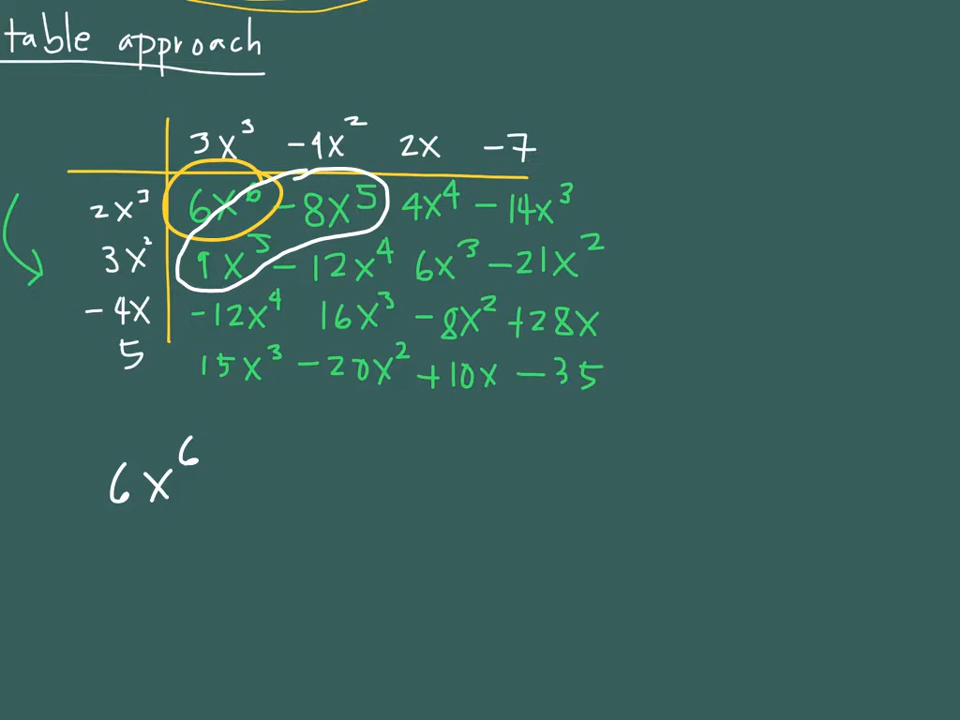 table approach
3x³ -4x² 2x -7
2x³ 6x⁶ -8x⁵ 4x⁴ -14x³
3x² 9x⁵ -12x⁴ 6x³ -21x²
-4x -12x⁴ 16x³ -8x² +28x
5 15x³ -20x² +10x -35
6x⁶